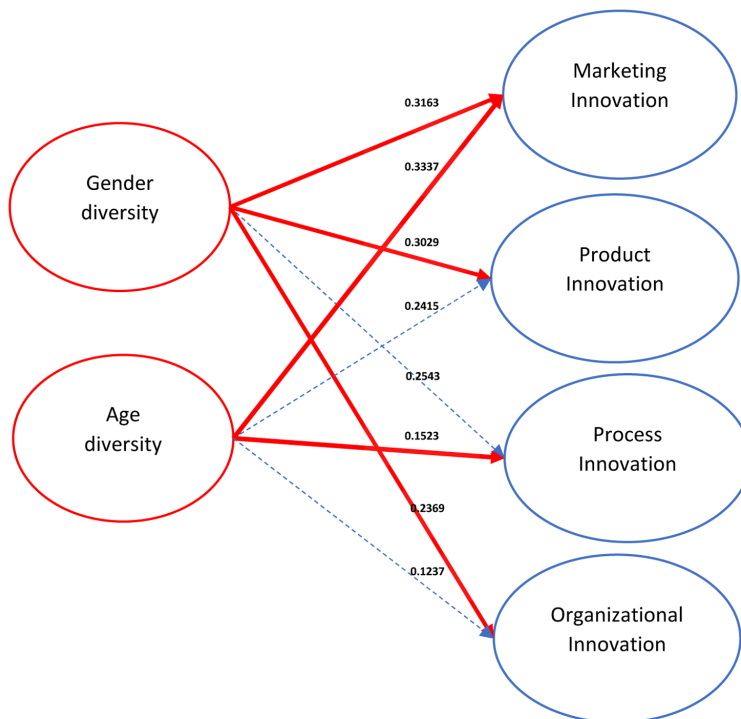 Gender
diversity
Age
diversity
0.3163
0.3337
0.3029
0.2415
0.2543
0.1523
0.2369
0.1237
Marketing
Innovation
Product
Innovation
Process
Innovation
Organizational
Innovation